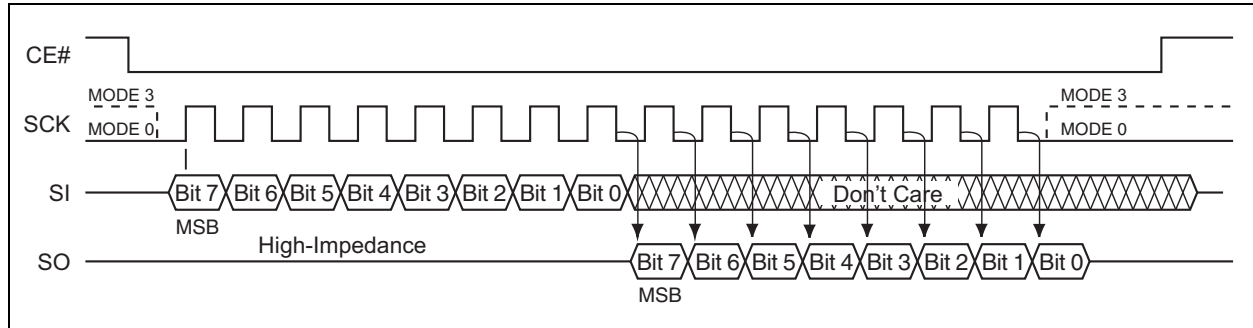 CE#
MODE 3
MODE 3
SCK
MODE 0
MODE 0
SI
Bit 7 Bit 6 Bit 5 Bit 4 Bit 3 Bit 2 Bit 1 Bit 0 Don't Care
MSB
High-Impedance
SO
Bit 7 Bit 6 Bit 5 Bit 4 Bit 3 Bit 2 Bit 1 Bit 0
MSB